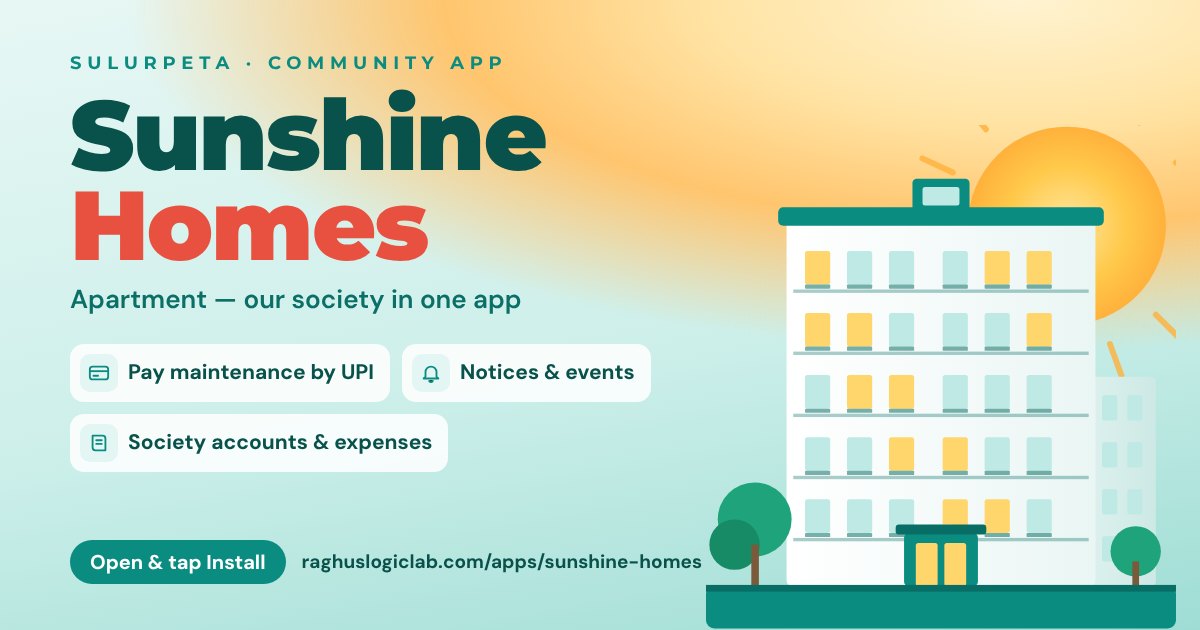 SULURPETA · COMMUNITY APP
Sunshine
Homes
Apartment — our society in one app
Pay maintenance by UPI
Notices & events
Society accounts & expenses
Open & tap Install
raghuslogiclab.com/apps/sunshine-homes